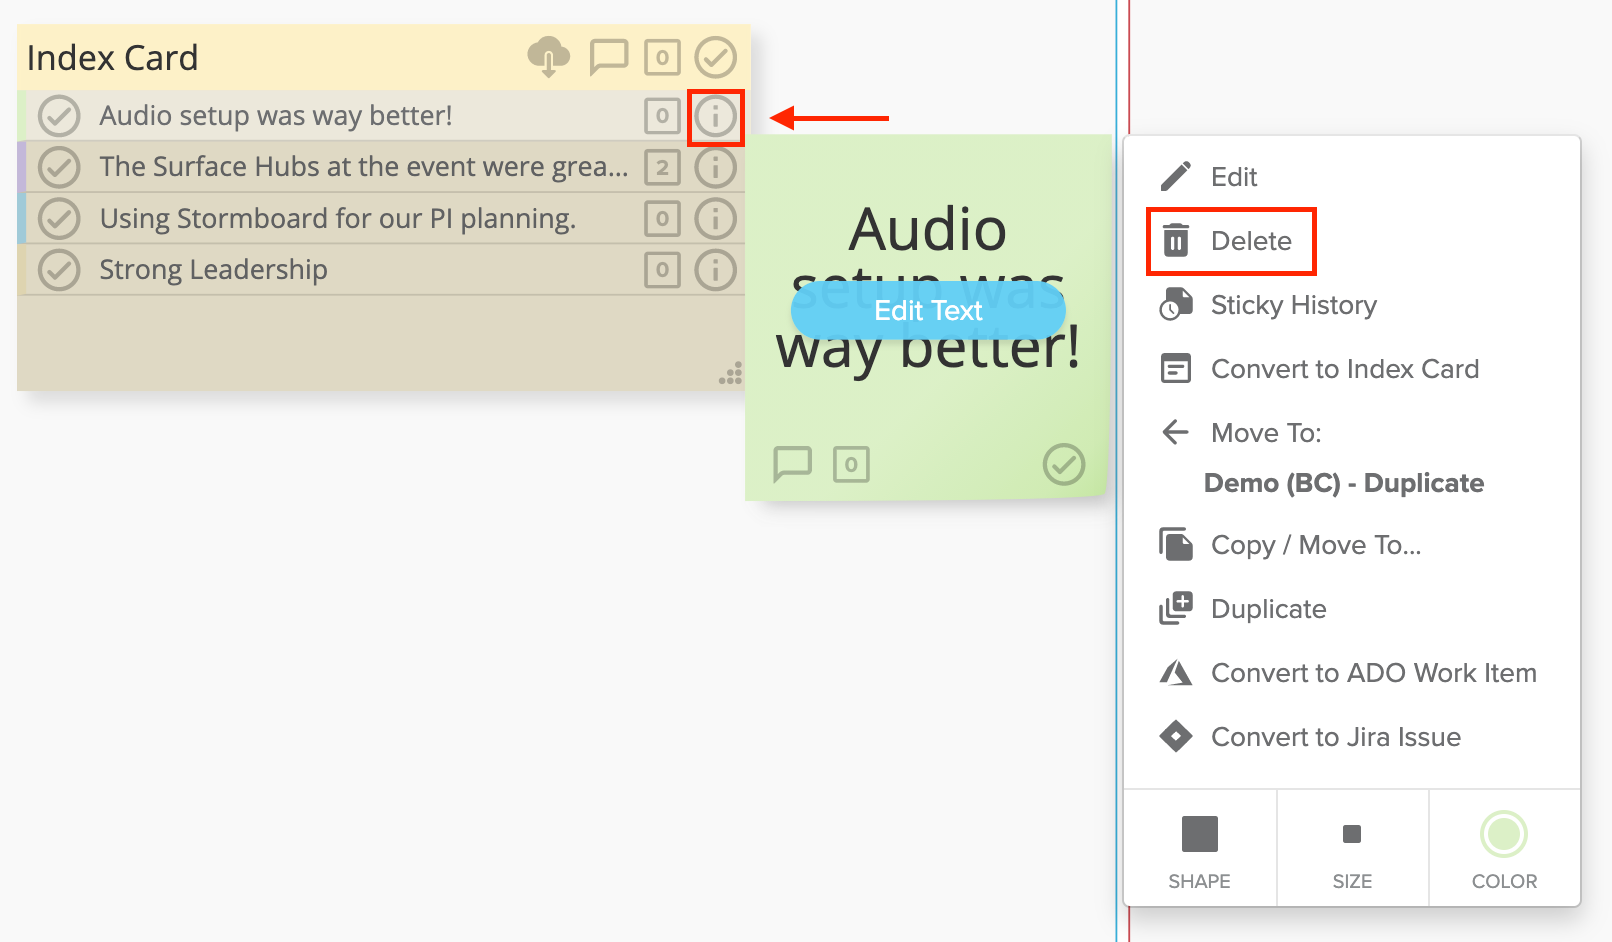 Index Card
0
Audio setup was way better!
0
The Surface Hubs at the event were grea...
2
Using Stormboard for our PI planning.
0
Strong Leadership
0
Audio
setup was
way better!
Edit Text
0
Edit
Delete
Sticky History
Convert to Index Card
Move To:
Demo (BC) - Duplicate
Copy / Move To...
Duplicate
Convert to ADO Work Item
Convert to Jira Issue
SHAPE
SIZE
COLOR